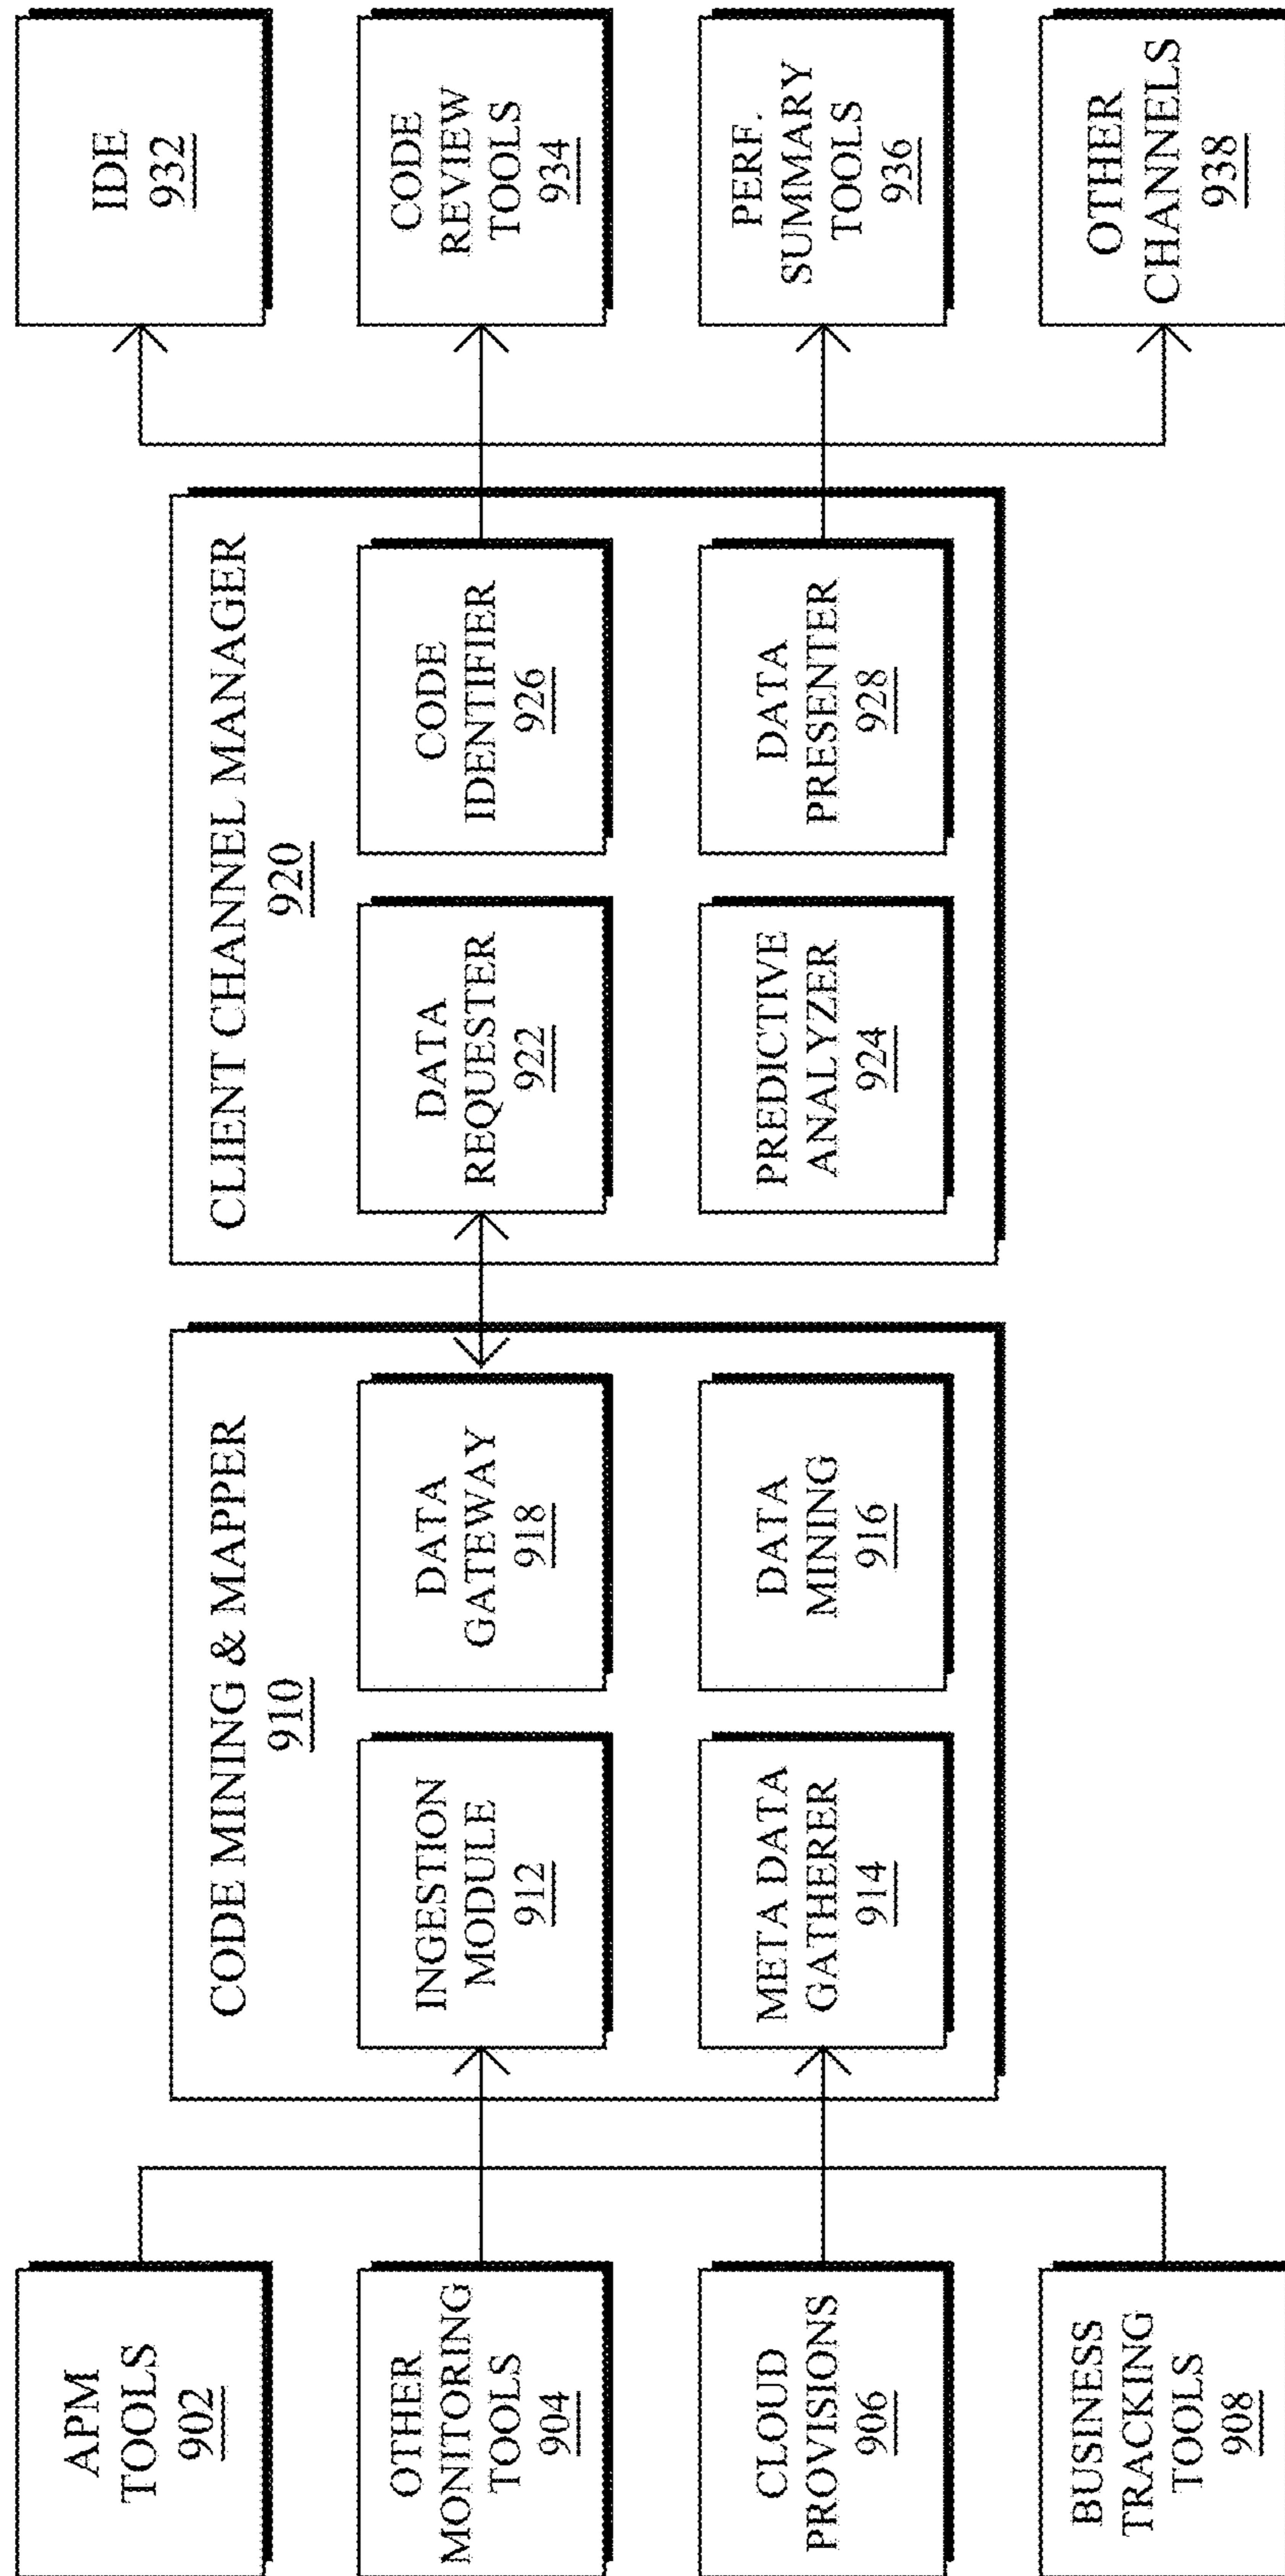 APM
TOOLS
902
OTHER
MONITORING
TOOLS
904
CLOUD
PROVISIONS
906
BUSINESS
TRACKING
TOOLS
908
CODE MINING & MAPPER
910
INGESTION
MODULE
912
DATA
GATEWAY
918
META DATA
GATHERER
914
DATA
MINING
916
CLIENT CHANNEL MANAGER
920
DATA
REQUESTER
922
CODE
IDENTIFIER
926
PREDICTIVE
ANALYZER
924
DATA
PRESENTER
928
IDE
932
CODE
REVIEW
TOOLS
934
PERF.
SUMMARY
TOOLS
936
OTHER
CHANNELS
938